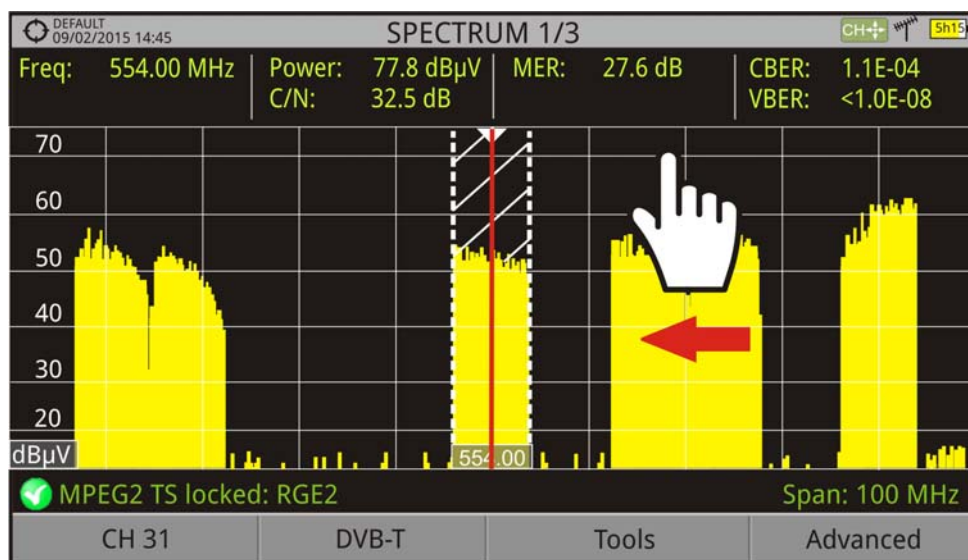 DEFAULT
09/02/2015 14:45
SPECTRUM 1/3
CH
5h15
Freq: 554.00 MHz
Power: 77.8 dBµV
C/N: 32.5 dB
MER: 27.6 dB
CBER: 1.1E-04
VBER: <1.0E-08
70
60
50
40
30
20
dBµV
554.00
MPEG2 TS locked: RGE2
Span: 100 MHz
CH 31
DVB-T
Tools
Advanced